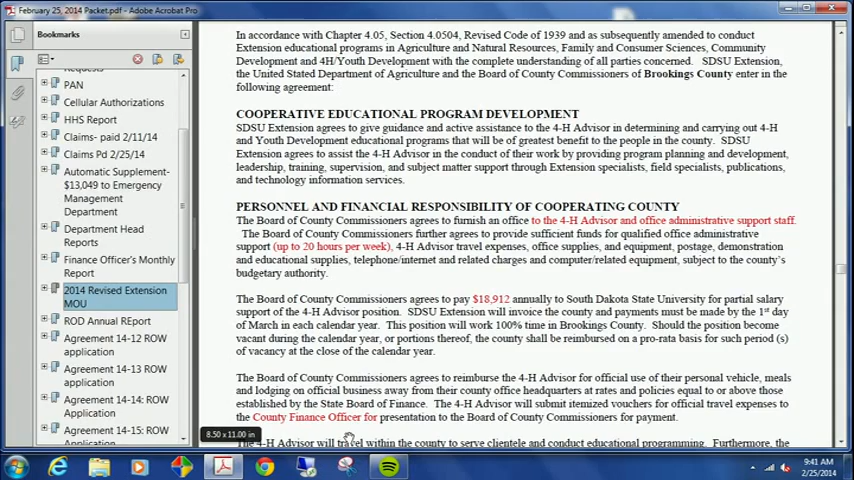 February 25, 2014 Packet.pdf - Adobe Acrobat Pro
Bookmarks
Requests
PAN
Cellular Authorizations
HHS Report
Claims- paid 2/11/14
Claims Pd 2/25/14
Automatic Supplement-
$13,049 to Emergency
Management
Department
Department Head
Reports
Finance Officer's Monthly
Report
2014 Revised Extension
MOU
ROD Annual REport
Agreement 14-12 ROW
application
Agreement 14-13 ROW
application
Agreement 14-14: ROW
Application
Agreement 14-15: ROW
Application
In accordance with Chapter 4.05, Section 4.0504, Revised Code of 1939 and as subsequently amended to conduct
Extension educational programs in Agriculture and Natural Resources, Family and Consumer Sciences, Community
Development and 4H/Youth Development with the complete understanding of all parties concerned. SDSU Extension,
the United Stated Department of Agriculture and the Board of County Commissioners of Brookings County enter in the
following agreement:
COOPERATIVE EDUCATIONAL PROGRAM DEVELOPMENT
SDSU Extension agrees to give guidance and active assistance to the 4-H Advisor in determining and carrying out 4-H
and Youth Development educational programs that will be of greatest benefit to the people in the county. SDSU
Extension agrees to assist the 4-H Advisor in the conduct of their work by providing program planning and development,
leadership, training, supervision, and subject matter support through Extension specialists, field specialists, publications,
and technology information services.
PERSONNEL AND FINANCIAL RESPONSIBILITY OF COOPERATING COUNTY
The Board of County Commissioners agrees to furnish an office to the 4-H Advisor and office administrative support staff.
The Board of County Commissioners further agrees to provide sufficient funds for qualified office administrative
support (up to 20 hours per week), 4-H Advisor travel expenses, office supplies, and equipment, postage, demonstration
and educational supplies, telephone/internet and related charges and computer/related equipment, subject to the county's
budgetary authority.
The Board of County Commissioners agrees to pay $18,912 annually to South Dakota State University for partial salary
support of the 4-H Advisor position. SDSU Extension will invoice the county and payments must be made by the 1st day
of March in each calendar year. This position will work 100% time in Brookings County. Should the position become
vacant during the calendar year, or portions thereof, the county shall be reimbursed on a pro-rata basis for such period (s)
of vacancy at the close of the calendar year.
The Board of County Commissioners agrees to reimburse the 4-H Advisor for official use of their personal vehicle, meals
and lodging on official business away from their county office headquarters at rates and policies equal to or above those
established by the State Board of Finance. The 4-H Advisor will submit itemized vouchers for official travel expenses to
the County Finance Officer for presentation to the Board of County Commissioners for payment.
The 4-H Advisor will travel within the county to serve clientele and conduct educational programming. Furthermore, the
8.50 x 11.00 in
9:41 AM
2/25/2014